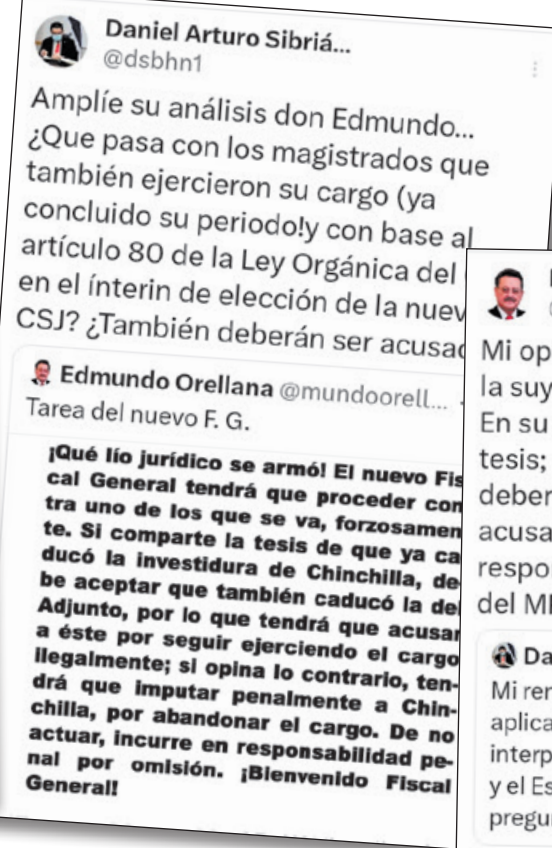 Daniel Arturo Sibriá...
@dsbhn1
Amplíe su análisis don Edmundo...
¿Que pasa con los magistrados que
también ejercieron su cargo (ya
concluido su periodo!y con base al
artículo 80 de la Ley Orgánica del
en el ínterin de elección de la nuev
CSJ? ¿También deberán ser acusad
Edmundo Orellana @mundoorell...
Tarea del nuevo F. G.
¡Qué lío jurídico se armó! El nuevo Fis
cal General tendrá que proceder con
tra uno de los que se va, forzosamen
te. Si comparte la tesis de que ya ca
ducó la investidura de Chinchilla, de-
be aceptar que también caducó la del
Adjunto, por lo que tendrá que acusar
a éste por seguir ejerciendo el cargo
ilegalmente; si opina lo contrario, ten-
drá que imputar penalmente a Chin-
chilla, por abandonar el cargo. De no
actuar, incurre en responsabilidad pe-
nal por omisión. ¡Bienvenido Fiscal
General!
Mi op
la suy
En su
tesis;
deber
acusa
respo
del M
Da
Mi rer
aplica
interp
y el Es
pregu